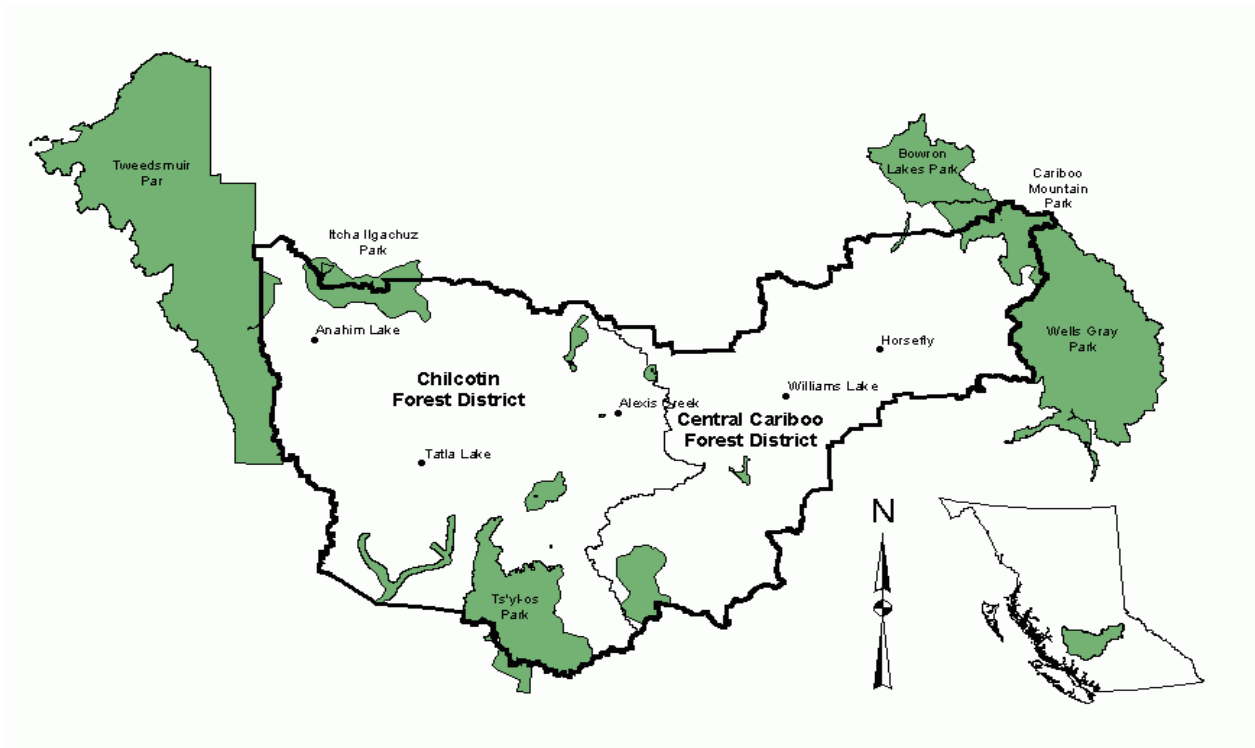 Tweedsmuir
Par
Itcha Ilgachuz
Park
Bowron
Lakes Park
Cariboo
Mountain
Park
Anahim Lake
Chilcotin
Forest District
Horsefly
Wells Gray
Park
Williams Lake
Alexis Creek
Central Cariboo
Forest District
Tatla Lake
N
Ts'yl-os
Park